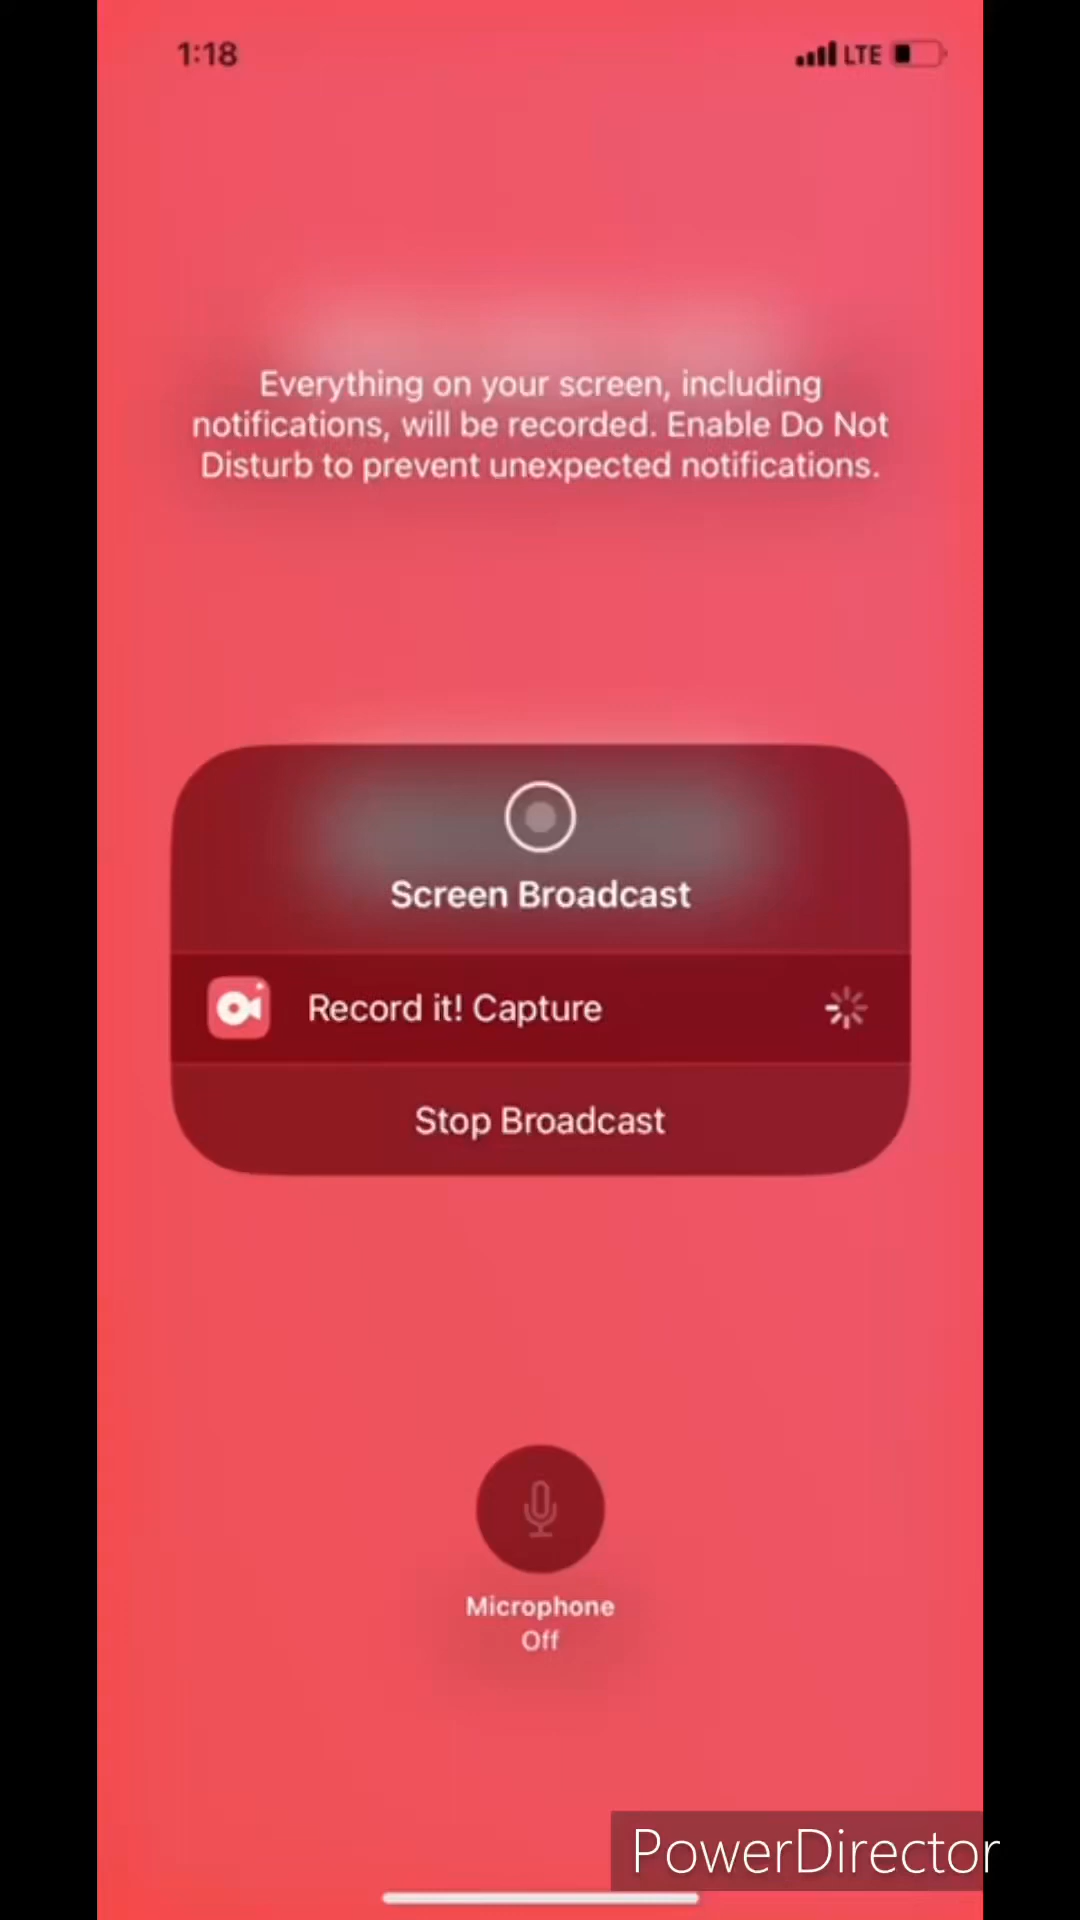 1:18
LTE
Everything on your screen, including
notifications, will be recorded. Enable Do Not
Disturb to prevent unexpected notifications.
Screen Broadcast
Record it! Capture
Stop Broadcast
Microphone
Off
PowerDirector